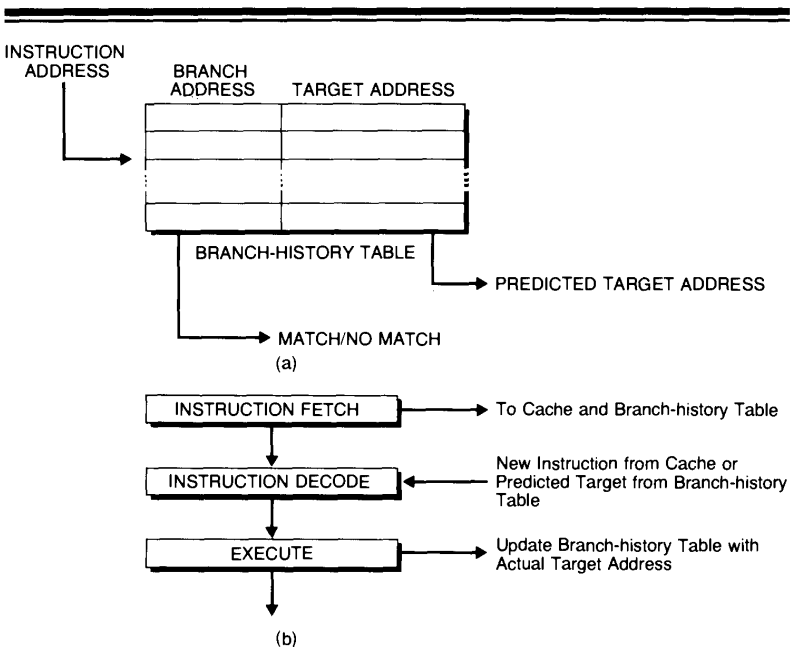 INSTRUCTION
ADDRESS
BRANCH
ADDRESS
TARGET ADDRESS
BRANCH-HISTORY TABLE
PREDICTED TARGET ADDRESS
MATCH/NO MATCH
(a)
INSTRUCTION FETCH
To Cache and Branch-history Table
INSTRUCTION DECODE
New Instruction from Cache or
Predicted Target from Branch-history
Table
EXECUTE
Update Branch-history Table with
Actual Target Address
(b)